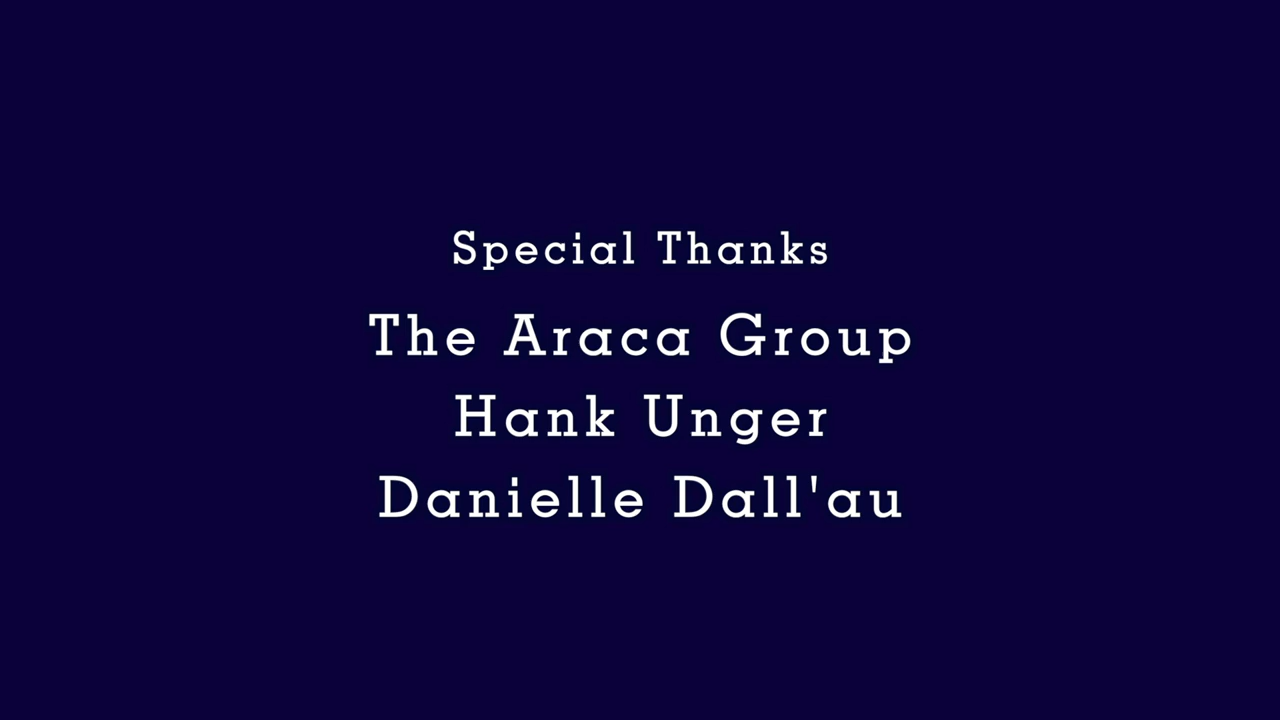 Special Thanks
The Araca Group
Hank Unger
Danielle Dall'au